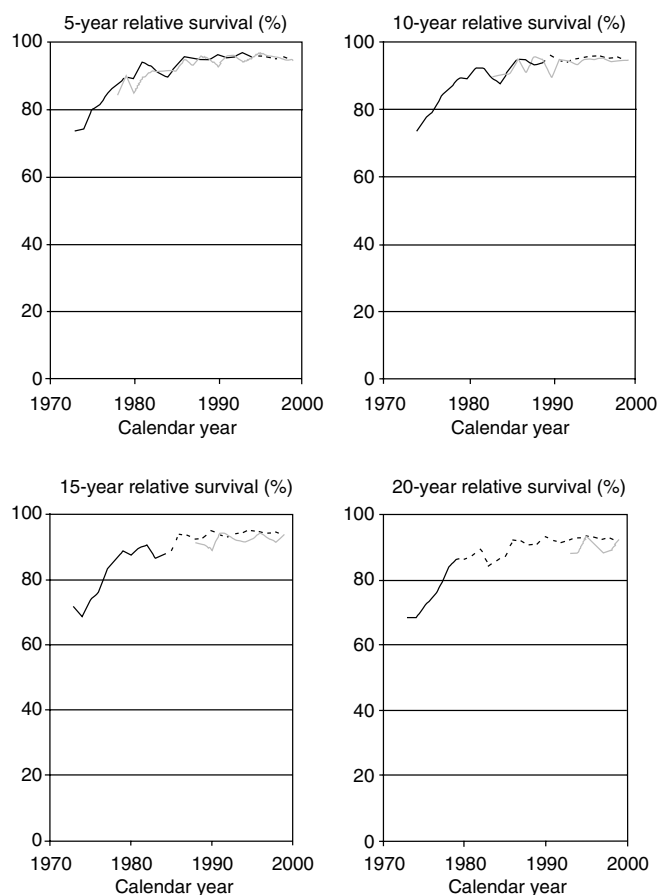 5-year relative survival (%)
100
80
60
40
20
0
1970 1980 1990 2000
Calendar year
10-year relative survival (%)
100
80
60
40
20
0
1970 1980 1990 2000
Calendar year
15-year relative survival (%)
100
80
60
40
20
0
1970 1980 1990 2000
Calendar year
20-year relative survival (%)
100
80
60
40
20
0
1970 1980 1990 2000
Calendar year